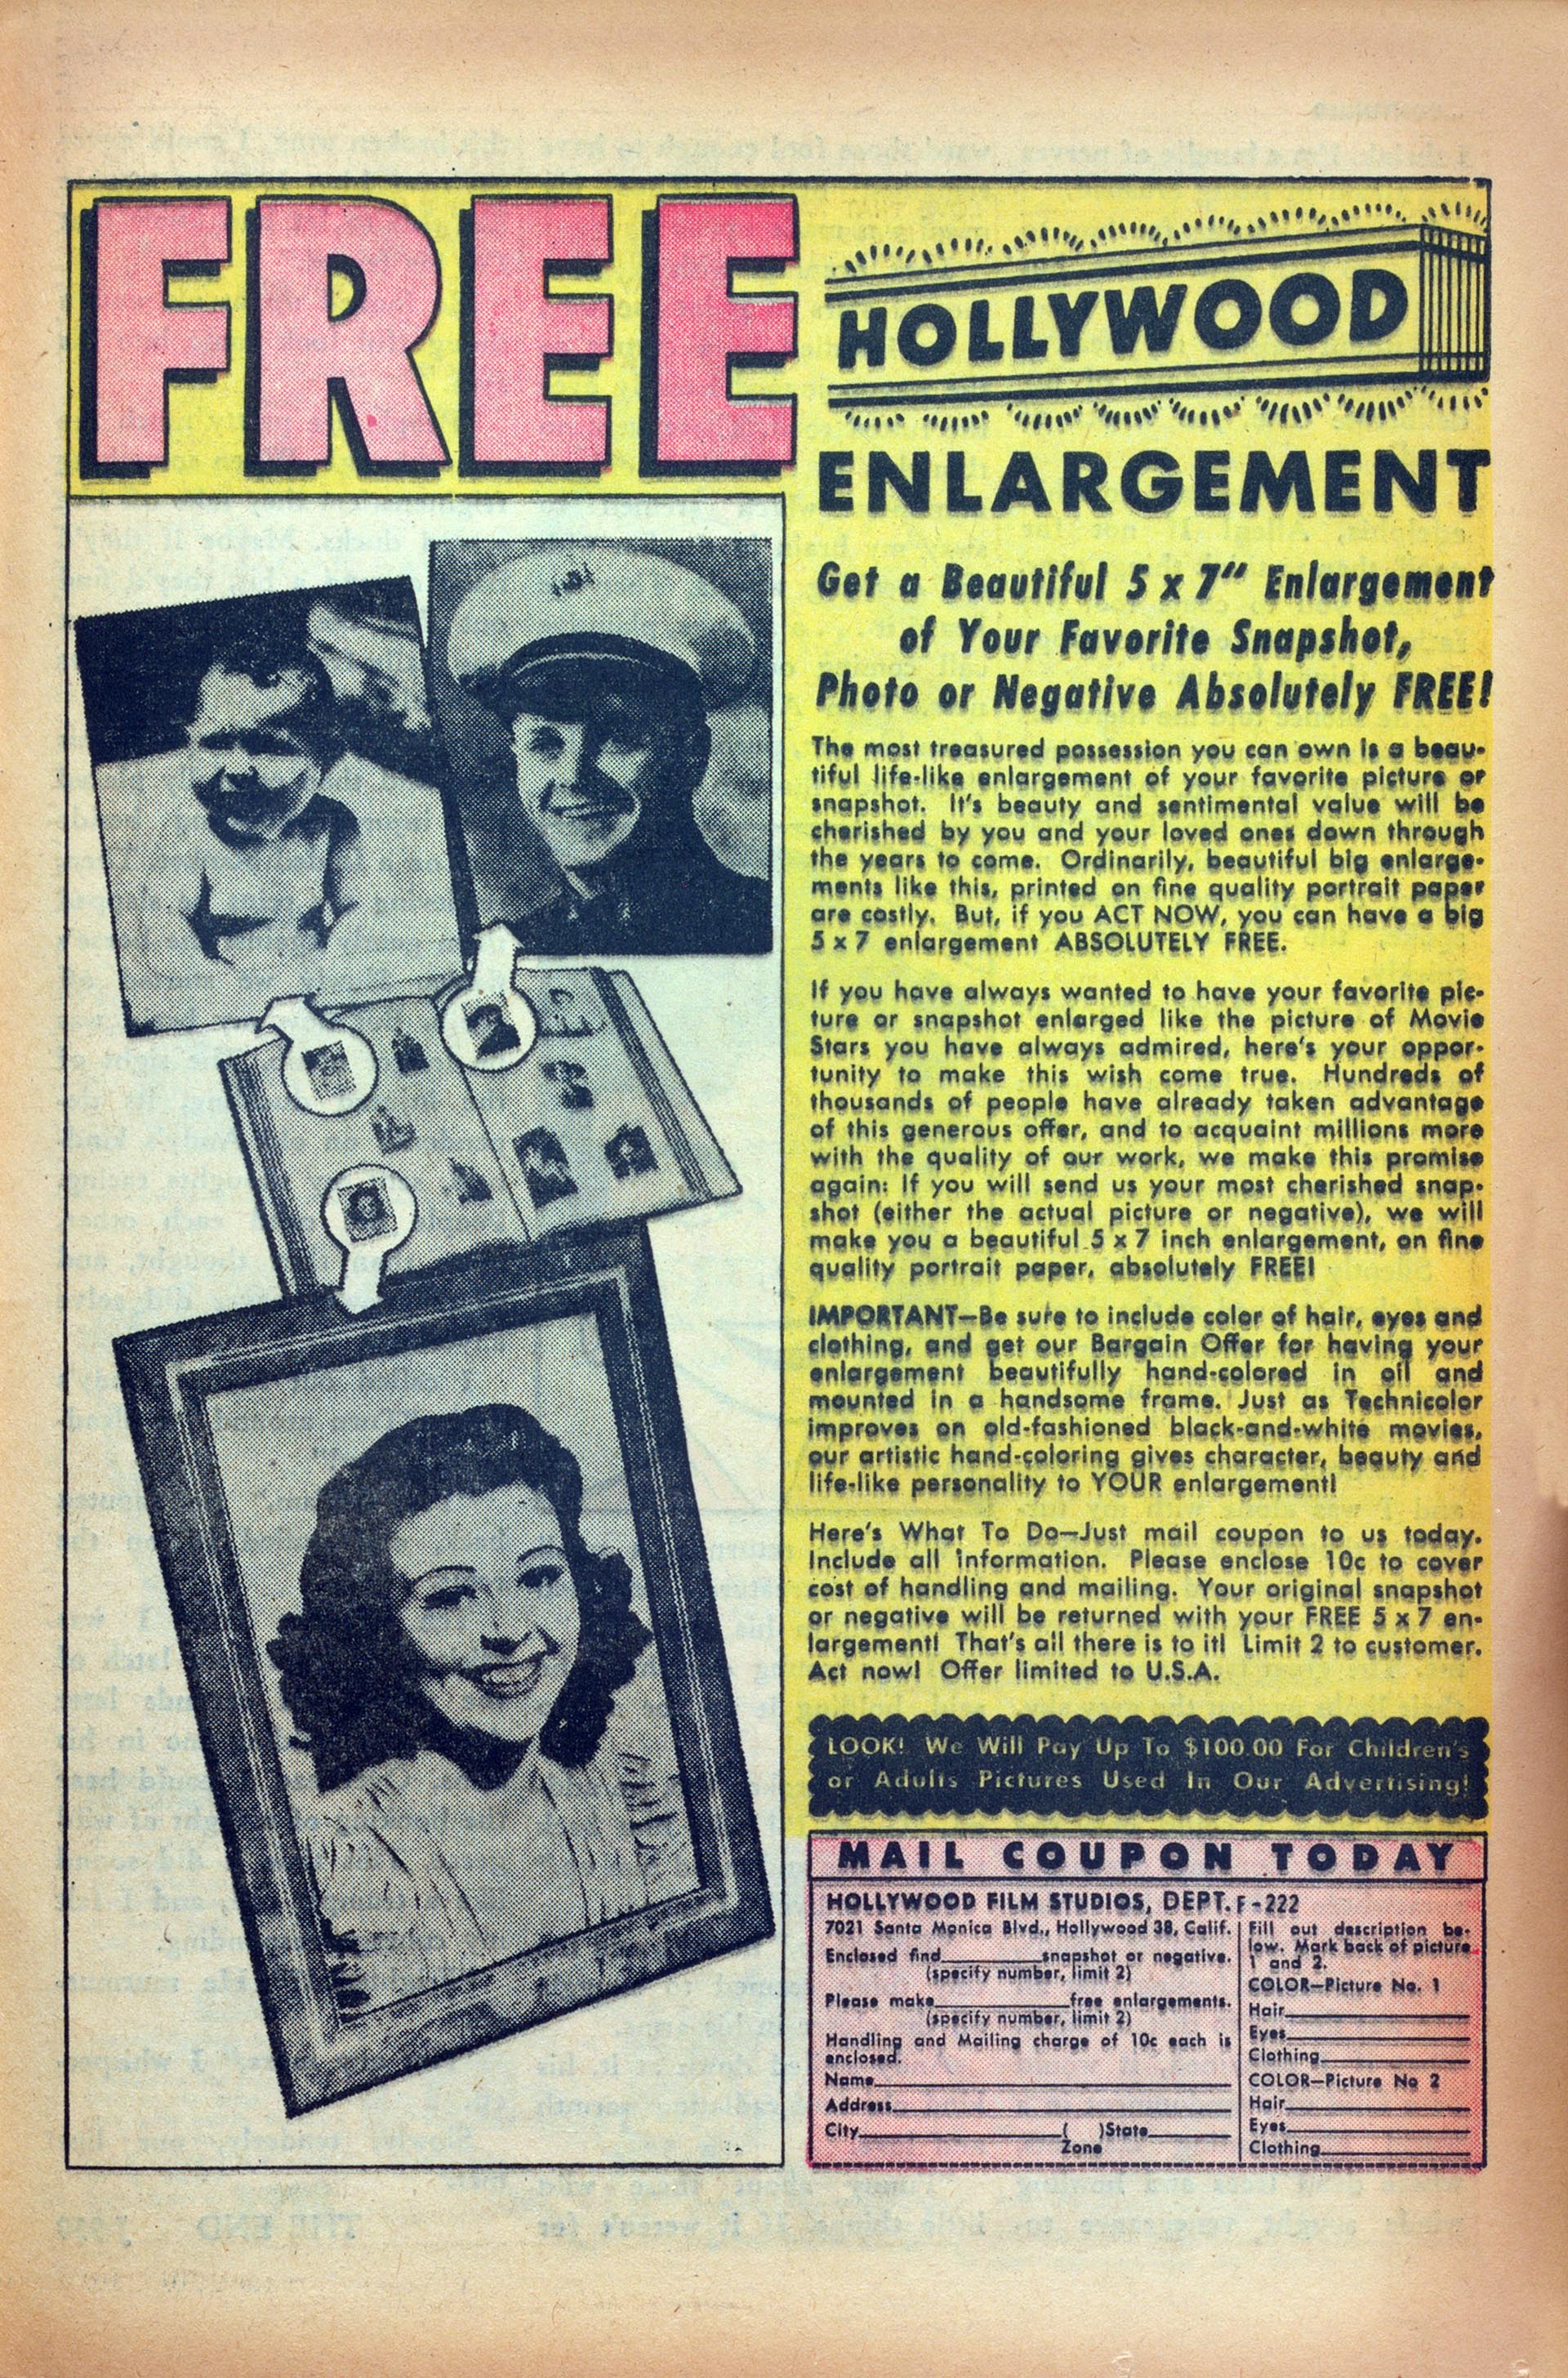 FREE
HOLLYWOOD
ENLARGEMENT
Get a Beautiful 5 x 7" Enlargement
of Your Favorite Snapshot,
Photo or Negative Absolutely FREE!
The most treasured possession you can own is a beau-
tiful life-like enlargement of your favorite picture or
snapshot. It's beauty and sentimental value will be
cherished by you and your loved ones down through
the years to come. Ordinarily, beautiful big enlarge-
ments like this, printed on fine quality portrait paper
are costly. But, if you ACT NOW, you can have a big
5 x 7 enlargement ABSOLUTELY FREE.
If you have always wanted to have your favorite pic-
ture or snapshot enlarged like the picture of Movie
Stars you have always admired, here's your oppor-
tunity to make this wish come true. Hundreds of
thousands of people have already taken advantage
of this generous offer, and to acquaint millions more
with the quality of our work, we make this promise
again: If you will send us your most cherished snap-
shot (either the actual picture or negative), we will
make you a beautiful 5 x 7 inch enlargement, on fine
quality portrait paper, absolutely FREE!
IMPORTANT—Be sure to include color of hair, eyes and
clothing, and get our Bargain Offer for having your
enlargement beautifully hand-colored in oil and
mounted in a handsome frame. Just as Technicolor
improves on old-fashioned black-and-white movies,
our artistic hand-coloring gives character, beauty and
life-like personality to YOUR enlargement!
Here's What To Do—Just mail coupon to us today.
Include all information. Please enclose 10c to cover
cost of handling and mailing. Your original snapshot
or negative will be returned with your FREE 5 x 7 en-
largement! That's all there is to it! Limit 2 to customer.
Act now! Offer limited to U.S.A.
LOOK! We Will Pay Up To $100.00 For Children's
or Adults Pictures Used In Our Advertising!
MAIL COUPON TODAY
HOLLYWOOD FILM STUDIOS, DEPT. F-222
7021 Santa Monica Blvd., Hollywood 38, Calif.
Enclosed find__________snapshot or negative.
(specify number, limit 2)
Please make__________free enlargements.
(specify number, limit 2)
Handling and Mailing charge of 10c each is
enclosed.
Name__________
Address__________
City__________( )State__________
Zone
Fill out description be-
low. Mark back of picture
1 and 2.
COLOR—Picture No. 1
Hair__________
Eyes__________
Clothing__________
COLOR—Picture No 2
Hair__________
Eyes__________
Clothing__________